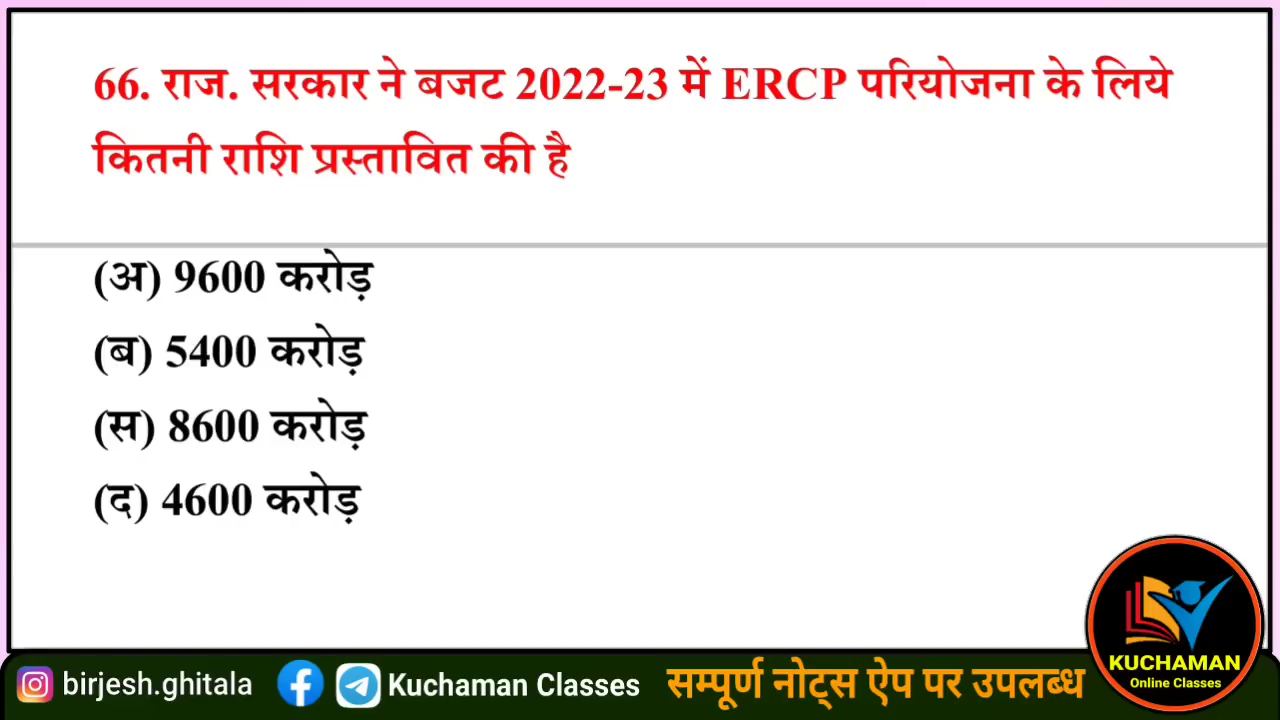 66. राज. सरकार ने बजट 2022-23 में ERCP परियोजना के लिये
कितनी राशि प्रस्तावित की है
(अ) 9600 करोड़
(ब) 5400 करोड़
(स) 8600 करोड़
(द) 4600 करोड़
KUCHAMAN
Online Classes
birjesh.ghitala
Kuchaman Classes
सम्पूर्ण नोट्स ऐप पर उपलब्ध